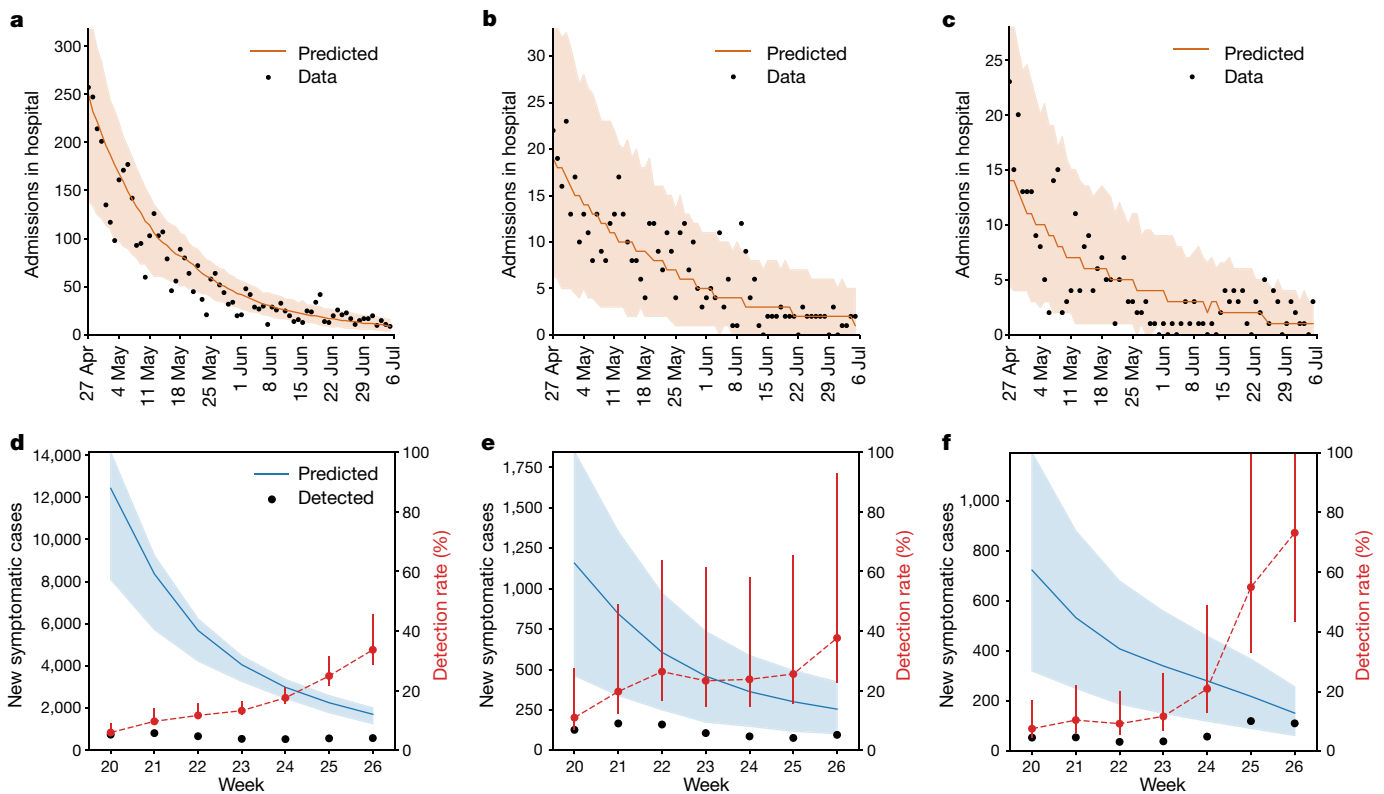 a
Admissions in hospital
300
250
200
150
100
50
0
Predicted
Data
27 Apr
4 May
11 May
18 May
25 May
1 Jun
8 Jun
15 Jun
22 Jun
29 Jun
6 Jul
b
Admissions in hospital
30
25
20
15
10
5
0
Predicted
Data
27 Apr
4 May
11 May
18 May
25 May
1 Jun
8 Jun
15 Jun
22 Jun
29 Jun
6 Jul
c
Admissions in hospital
25
20
15
10
5
0
Predicted
Data
27 Apr
4 May
11 May
18 May
25 May
1 Jun
8 Jun
15 Jun
22 Jun
29 Jun
6 Jul
d
New symptomatic cases
14,000
12,000
10,000
8,000
6,000
4,000
2,000
0
Predicted
Detected
100
80
60
40
20
0
Detection rate (%)
20 21 22 23 24 25 26
Week
e
New symptomatic cases
1,750
1,500
1,250
1,000
750
500
250
0
100
80
60
40
20
0
Detection rate (%)
20 21 22 23 24 25 26
Week
f
New symptomatic cases
1,000
800
600
400
200
0
100
80
60
40
20
0
Detection rate (%)
20 21 22 23 24 25 26
Week